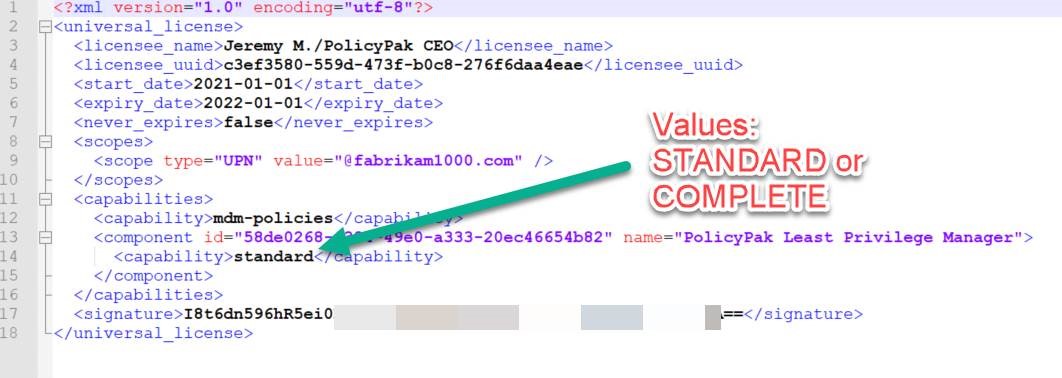 1 <?xml version="1.0" encoding="utf-8"?>
2 <universal_license>
3 <licensee_name>Jeremy M./PolicyPak CEO</licensee_name>
4 <licensee_uuid>c3ef3580-559d-473f-b0c8-276f6daa4eae</licensee_uuid>
5 <start_date>2021-01-01</start_date>
6 <expiry_date>2022-01-01</expiry_date>
7 <never_expires>false</never_expires>
8 <scopes>
9 <scope type="UPN" value="@fabrikam1000.com" />
10 </scopes>
11 <capabilities>
12 <capability>mdm-policies</capability>
13 <component id="58de0268- -49e0-a333-20ec46654b82" name="PolicyPak Least Privilege Manager">
14 <capability>standard</capability>
15 </component>
16 </capabilities>
17 <signature>I8t6dn596hR5ei0 ==</signature>
18 </universal_license>
Values:
STANDARD or
COMPLETE